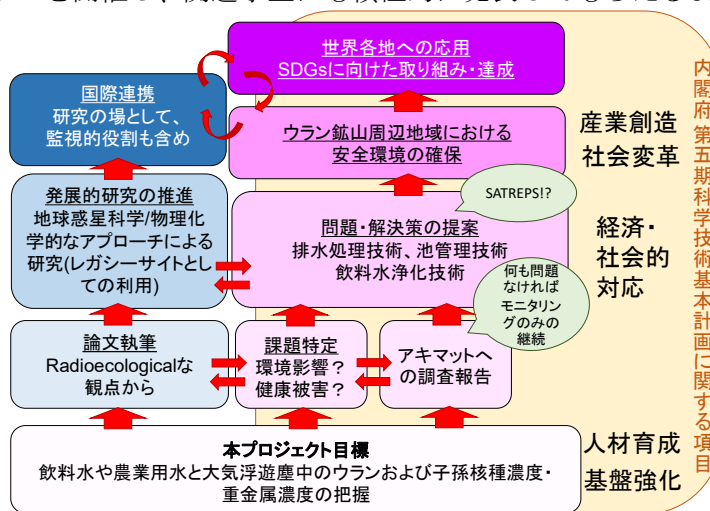 世界各地への応用
SDGsに向けた取り組み・達成
国際連携
研究の場として、
監視的役割も含め
ウラン鉱山周辺地域における
安全環境の確保
産業創造
社会変革
発展的研究の推進
地球惑星科学/物理化
学的なアプローチによる
研究(レガシーサイトとし
ての利用)
SATREPS!?
問題・解決策の提案
排水処理技術、池管理技術
飲料水浄化技術
経済・
社会的
対応
何も問題
なければ
モニタリン
グのみの
継続
論文執筆
Radioecologicalな
観点から
課題特定
環境影響？
健康被害？
アキマットへ
の調査報告
本プロジェクト目標
飲料水や農業用水と大気浮遊塵中のウランおよび子孫核種濃度・
重金属濃度の把握
人材育成
基盤強化
内閣府 第五期科学技術基本計画に関する項目